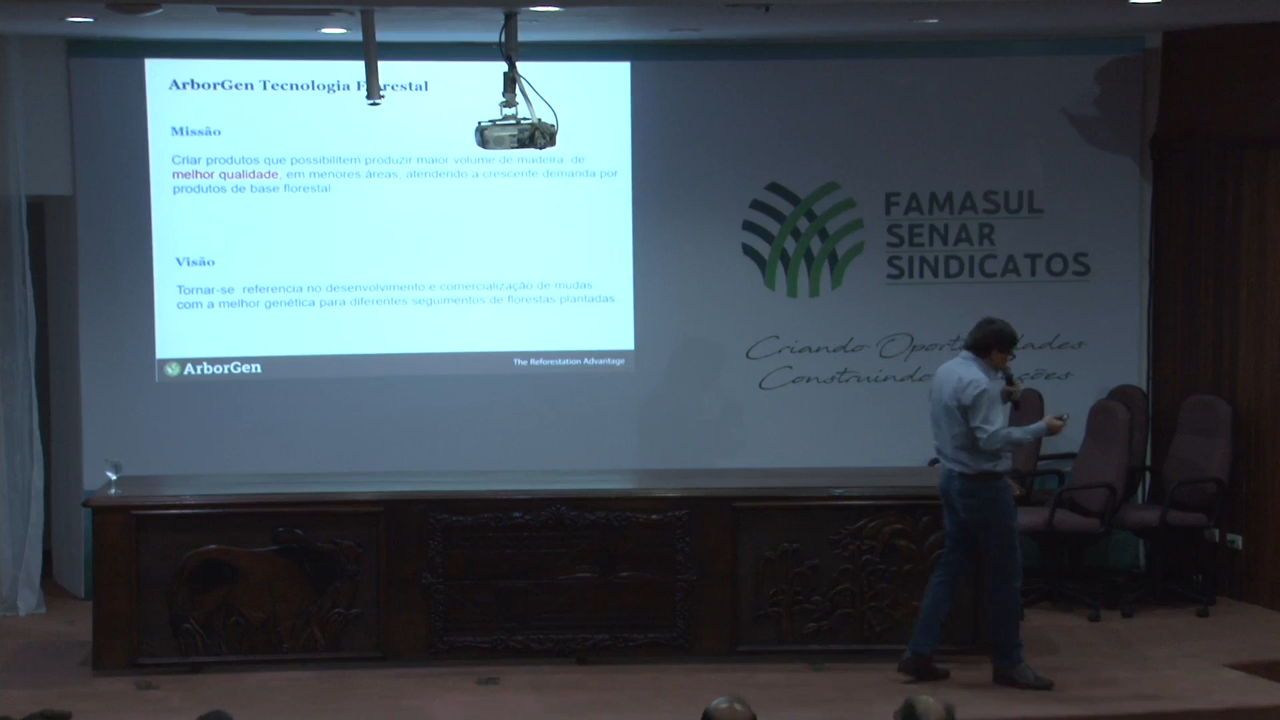 ArborGen Tecnologia Florestal
Missão
Criar produtos que possibilitem produzir maior volume de madeira de
melhor qualidade, em menores áreas, atendendo a crescente demanda por
produtos de base florestal.
Visão
Tornar-se referencia no desenvolvimento e comercialização de mudas
com a melhor genética para diferentes seguimentos de florestas plantadas.
ArborGen
The Reforestation Advantage
FAMASUL
SENAR
SINDICATOS
Criando
Construindo